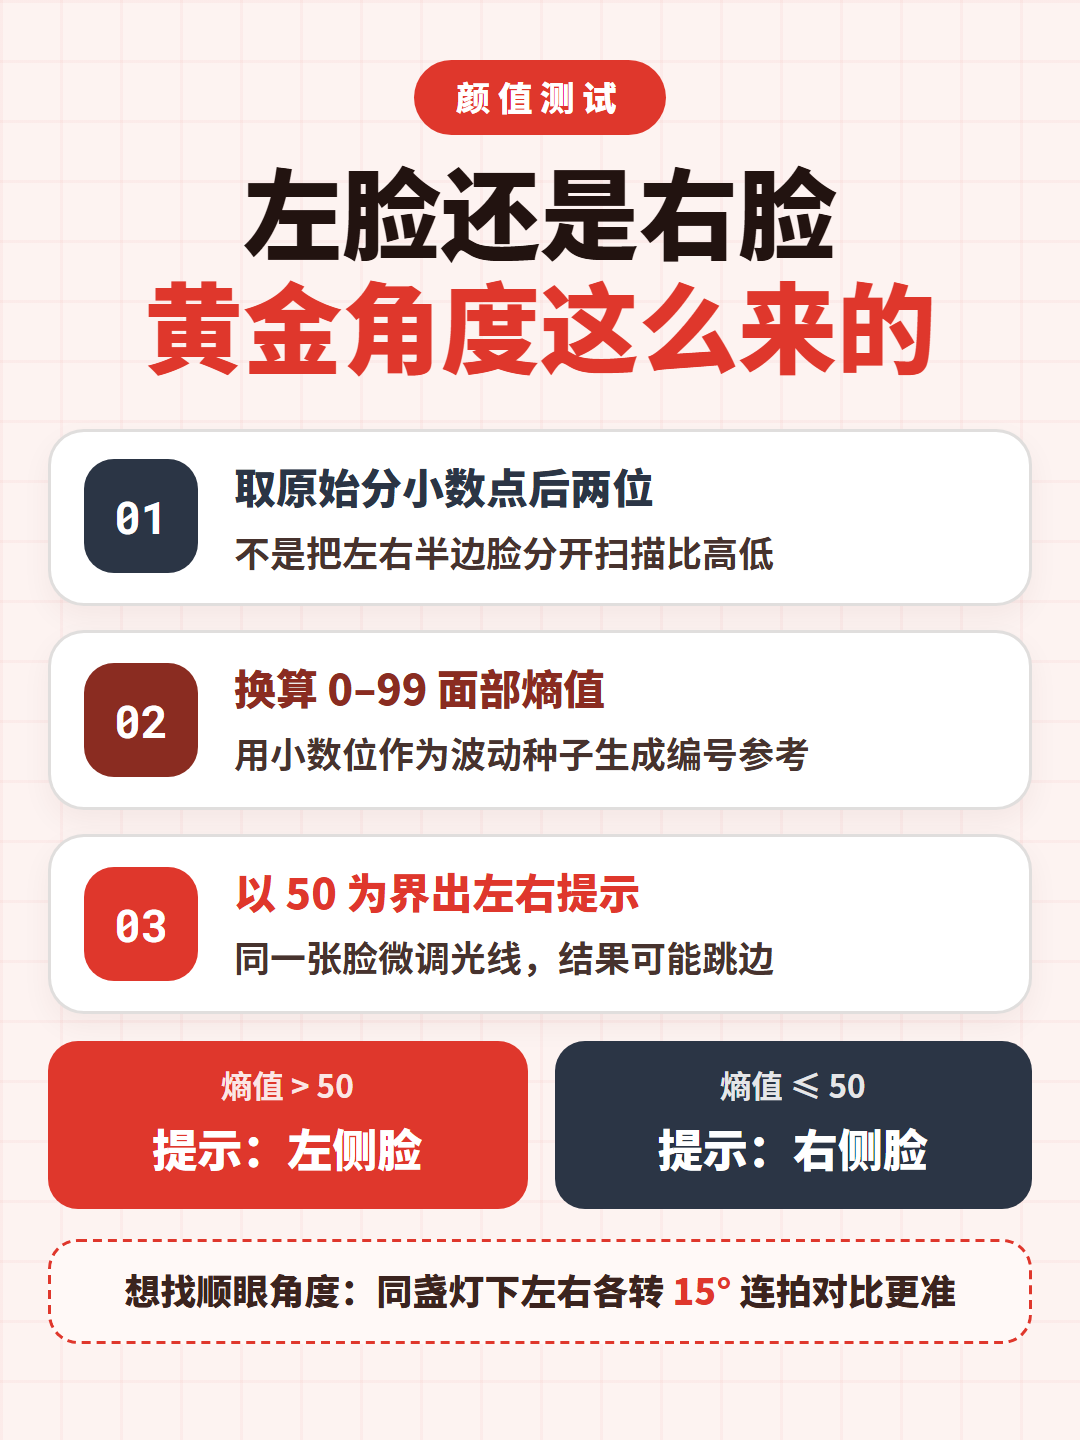 颜值测试
左脸还是右脸
黄金角度这么来的
01
取原始分小数点后两位
不是把左右半边脸分开扫描比高低
02
换算 0–99 面部熵值
用小数位作为波动种子生成编号参考
03
以 50 为界出左右提示
同一张脸微调光线，结果可能跳边
熵值 > 50
提示：左侧脸
熵值 ≤ 50
提示：右侧脸
想找顺眼角度：同盏灯下左右各转 15° 连拍对比更准